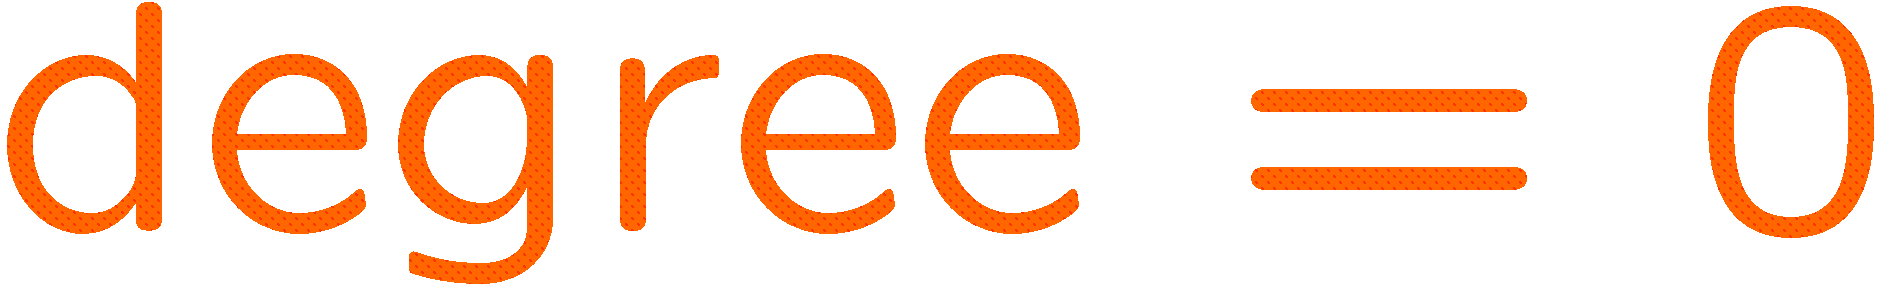 degree = 0